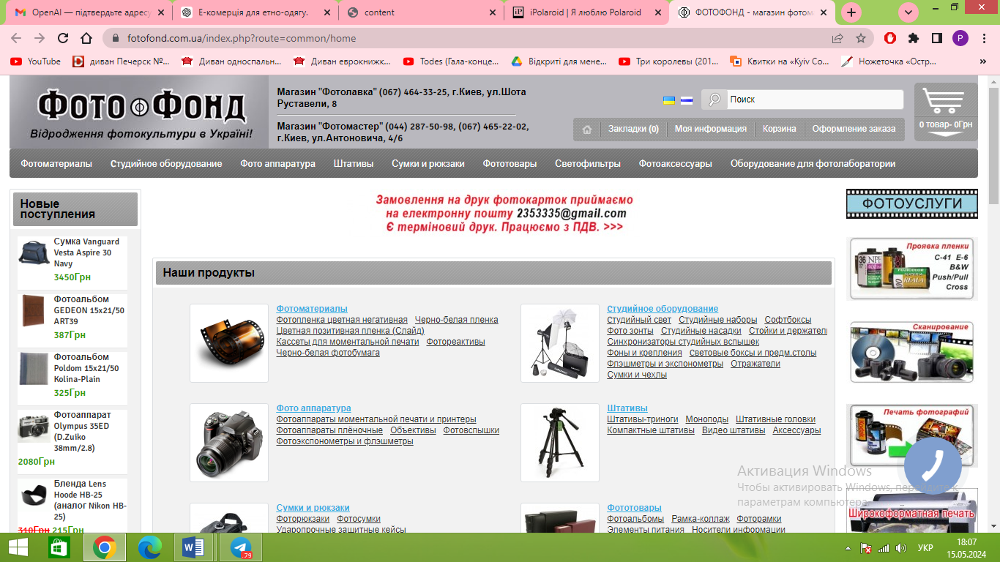 OpenAI — підтвердьте адресу
Е-комерція для етно-одягу.
content
iPolaroid | Я люблю Polaroid
ФОТОФОНД - магазин фотома
fotofond.com.ua/index.php?route=common/home
P
YouTube
диван Печерск №...
Диван односпальн...
Диван еврокнижк...
Todes (Гала-конце...
Відкриті для мене...
Три королевы (201...
Квитки на «Kyiv Co...
Ножеточка «Остр...
Фото Фонд
Відродження фотокультури в Україні!
Магазин "Фотолавка" (067) 464-33-25, г.Киев, ул.Шота
Руставели, 8
Магазин "Фотомастер" (044) 287-50-98, (067) 465-22-02,
г.Киев, ул.Антоновича, 4/6
Поиск
Закладки (0)
Моя информация
Корзина
Оформление заказа
0 товар- 0Грн
Фотоматериалы
Студийное оборудование
Фото аппаратура
Штативы
Сумки и рюкзаки
Фототовары
Светофильтры
Фотоаксессуары
Оборудование для фотолаборатории
Новые
поступления
Сумка Vanguard
Vesta Aspire 30
Navy
3450Грн
Фотоальбом
GEDEON 15x21/50
ART39
387Грн
Фотоальбом
Poldom 15x21/50
Kolina-Plain
325Грн
Фотоаппарат
Olympus 35ED
(D.Zuiko
38mm/2.8)
2080Грн
Бленда Lens
Hoode HB-25
(аналог Nikon HB-
25)
310Грн 215Грн
Замовлення на друк фотокарток приймаємо
на електронну пошту 2353335@gmail.com
Є терміновий друк. Працюємо з ПДВ. >>>
Наши продукты
Фотоматериалы
Фотопленка цветная негативная Черно-белая пленка
Цветная позитивная пленка (Слайд)
Кассеты для моментальной печати Фотореактивы
Черно-белая фотобумага
Студийное оборудование
Студийный свет Студийные наборы Софтбоксы
Фото зонты Студийные насадки Стойки и держатели
Синхронизаторы студийных вспышек
Фоны и крепления Световые боксы и предм.столы
Флэшметры и экспонометры Отражатели
Сумки и чехлы
Фото аппаратура
Фотоаппараты моментальной печати и принтеры
Фотоаппараты плёночные Объективы Фотовспышки
Фотоэкспонометры и флэшметры
Штативы
Штативы-триноги Моноподы Штативные головки
Компактные штативы Видео штативы Аксессуары
Сумки и рюкзаки
Фоторюкзаки Фотосумки
Ударопрочные защитные кейсы
Фототовары
Фотоальбомы Рамка-коллаж Фоторамки
Элементы питания Носители информации
ФОТОУСЛУГИ
Проявка пленки
C-41 E-6
B&W
Push/Pull
Cross
36
NPH
400
FUJICOLOR
SUPERIA
200
REALA
Сканирование
Печать фотографий
Kodak
Широкоформатная печать
Активация Windows
Чтобы активировать Windows, перейдите к
параметрам компьютера.
79
УКР
18:07
15.05.2024